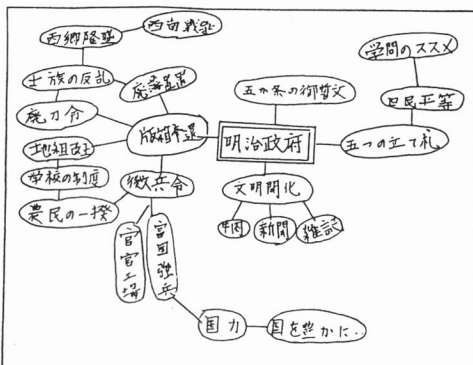 西郷隆盛
西南戦争
士族の反乱
廃藩置県
廃刀令
版籍奉還
地組改正
学校の制度
農民の一揆
徴兵令
官官工場
富国強兵
国力
国を豊かに..
明治政府
五か条の御誓文
文明開化
牛肉
新聞
雑誌
五つの立て札
四民平等
学問のススメ